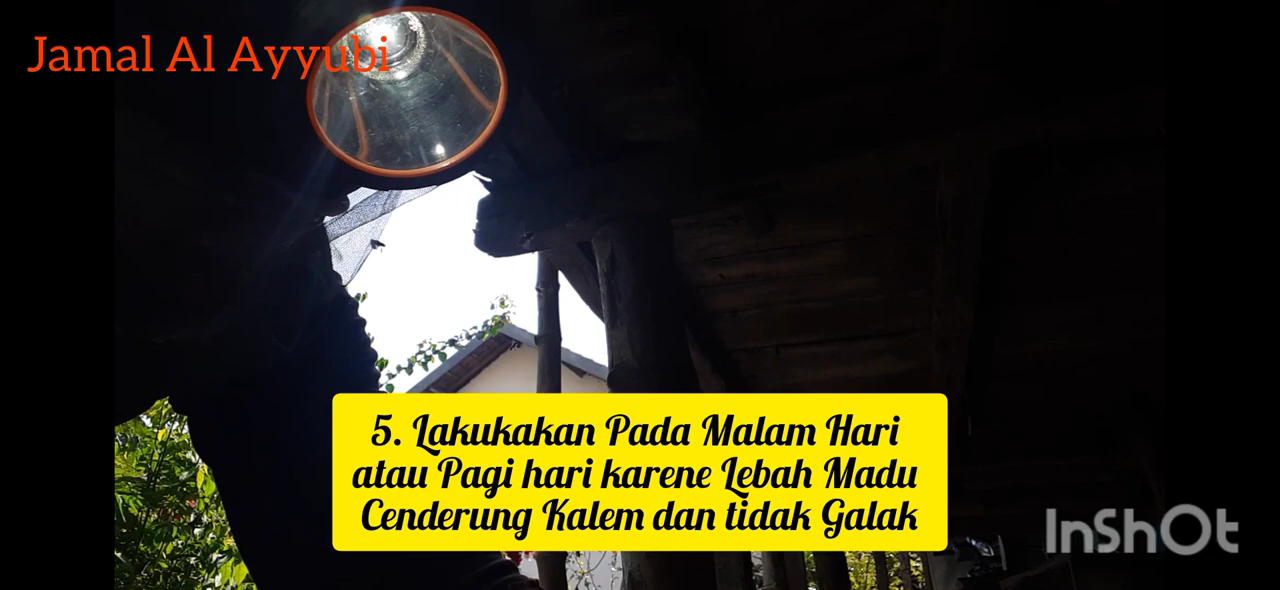 Jamal Al Ayyubi
5. Lakukakan Pada Malam Hari
atau Pagi hari karene Lebah Madu
Cenderung Kalem dan tidak Galak
InShOt